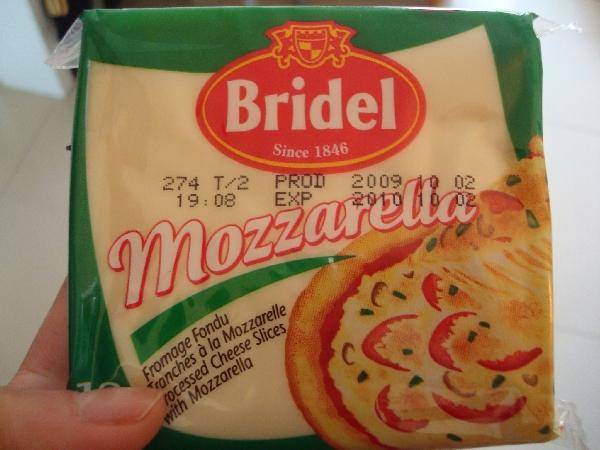 Bridel
Since 1846
274 T/2 PROD 2009 10 02
19:08 EXP 2010 10 02
Mozzarella
Fromage Fondu
Tranches à la Mozzarelle
Processed Cheese Slices
with Mozzarella